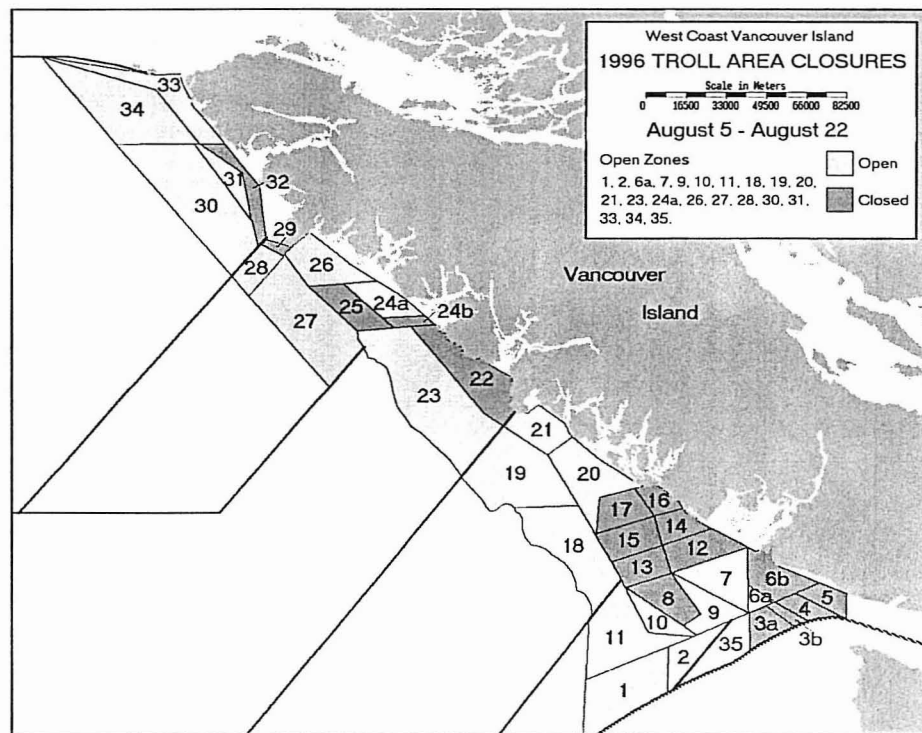 West Coast Vancouver Island
1996 TROLL AREA CLOSURES
Scale in Meters
0 16500 33000 49500 66000 82500
August 5 - August 22
Open Zones
1, 2, 6a, 7, 9, 10, 11, 18, 19, 20,
21, 23, 24a, 26, 27, 28, 30, 31,
33, 34, 35.
Open
Closed
33
34
31
32
30
29
28
26
27
25
24a
24b
Vancouver
Island
23
22
21
19
20
18
17
16
15
14
13
12
11
10
8
9
7
6a
6b
5
4
3a
3b
35
2
1